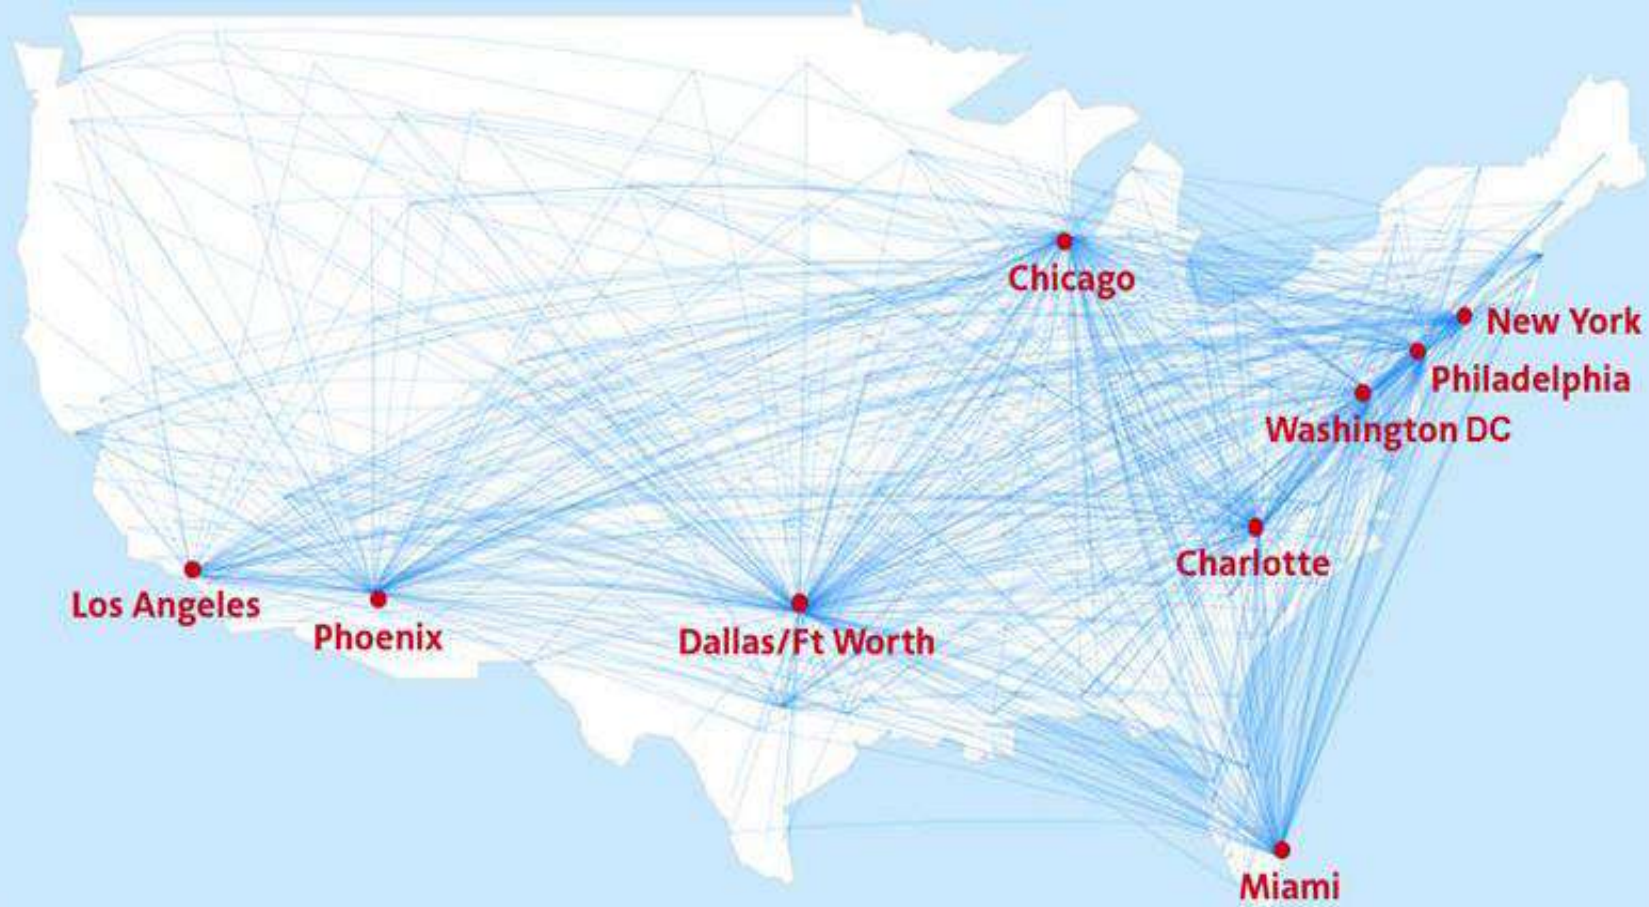 Chicago
New York
Philadelphia
Washington DC
Charlotte
Los Angeles
Phoenix
Dallas/Ft Worth
Miami